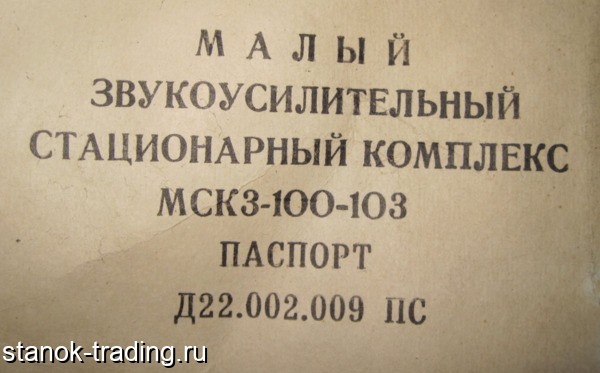 МАЛЫЙ
ЗВУКОУСИЛИТЕЛЬНЫЙ
СТАЦИОНАРНЫЙ КОМПЛЕКС
МСКЗ-100-103
ПАСПОРТ
Д22.002.009 ПС
stanok-trading.ru